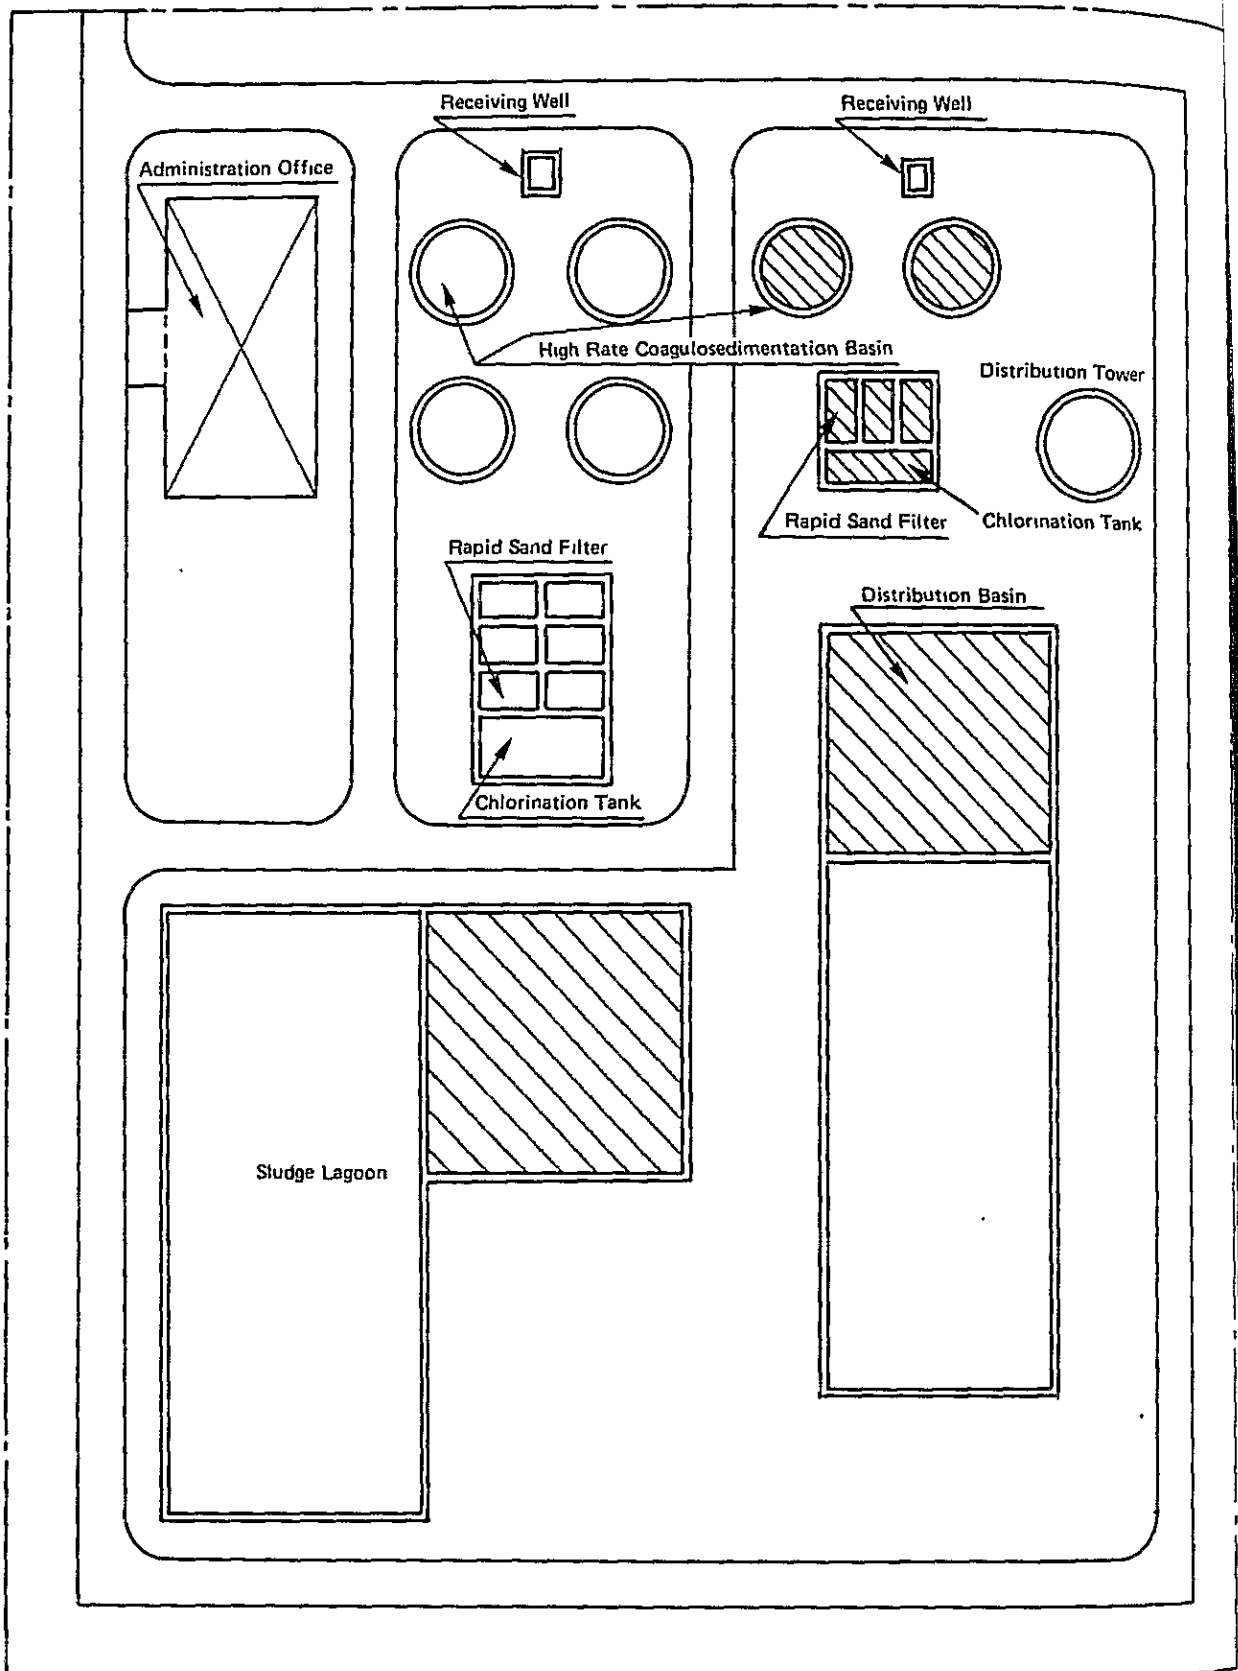 Receiving Well
Receiving Well
Administration Office
High Rate Coagulosedimentation Basin
Distribution Tower
Rapid Sand Filter
Chlorination Tank
Rapid Sand Filter
Distribution Basin
Chlorination Tank
Sludge Lagoon